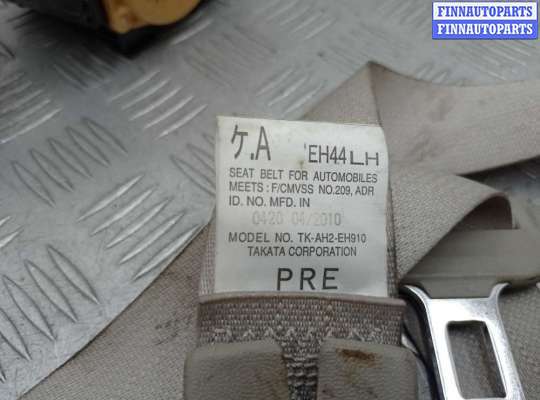 FINNAUTOPARTS
FINNAUTOPARTS
ケ.A EH44LH
SEAT BELT FOR AUTOMOBILES
MEETS : F/CMVSS NO.209, ADR
ID. NO. MFD. IN
0420 04/2010
MODEL NO. TK-AH2-EH910
TAKATA CORPORATION
PRE